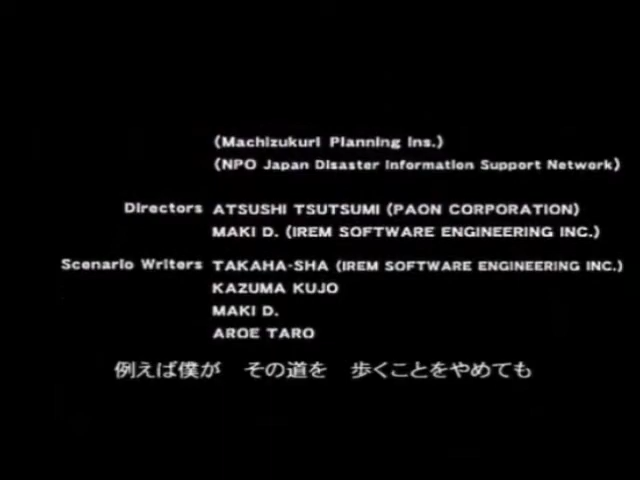 (Machizukuri Planning Ins.)
(NPO Japan Disaster Information Support Network)
Directors ATSUSHI TSUTSUMI (PAON CORPORATION)
MAKI D. (IREM SOFTWARE ENGINEERING INC.)
Scenario Writers TAKAHA-SHA (IREM SOFTWARE ENGINEERING INC.)
KAZUMA KUJO
MAKI D.
AROE TARO
例えば僕が その道を 歩くことをやめても